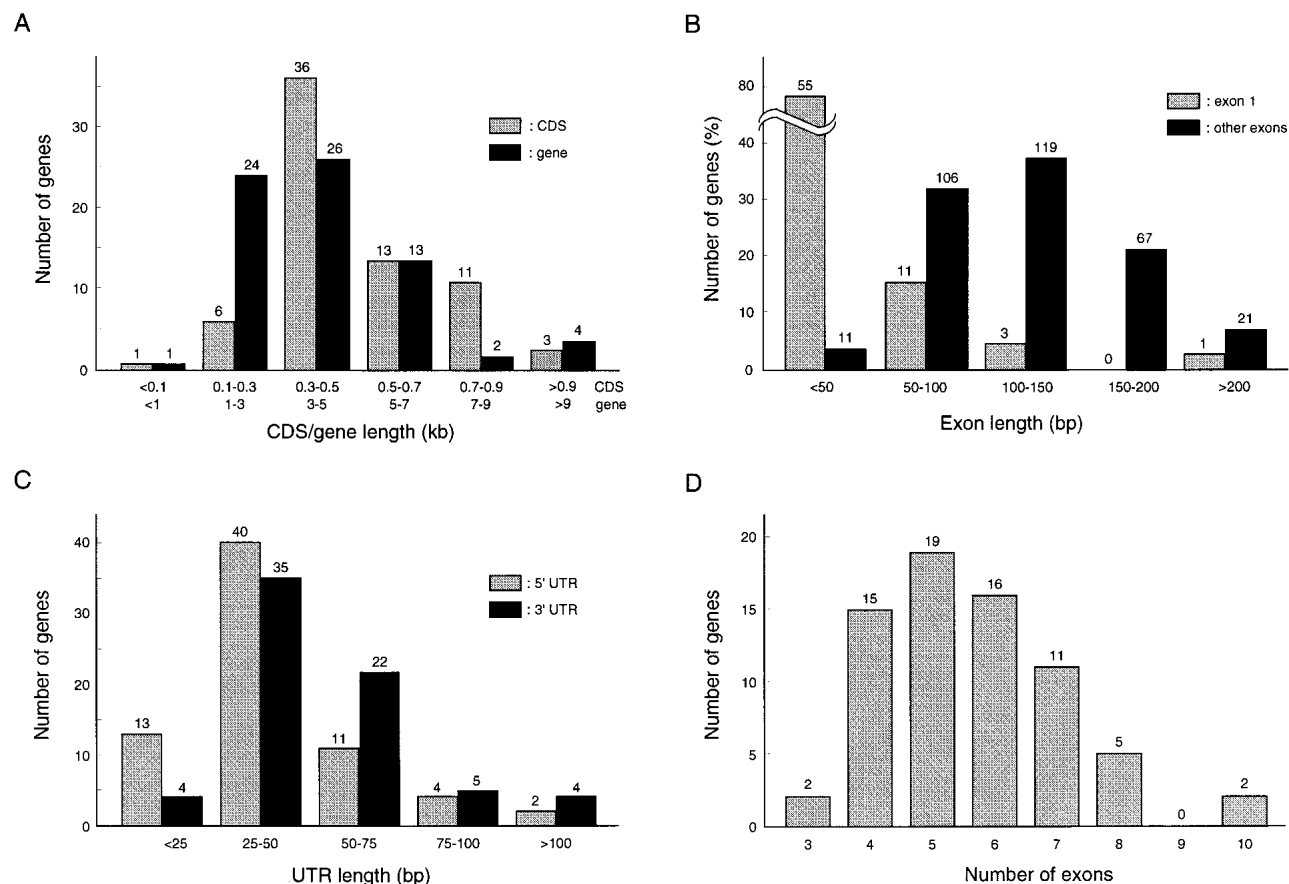 A
Number of genes
30
20
10
0
1
1
6
24
36
26
13
13
11
2
3
4
: CDS
: gene
<0.1 0.1-0.3 0.3-0.5 0.5-0.7 0.7-0.9 >0.9 CDS
<1 1-3 3-5 5-7 7-9 >9 gene
CDS/gene length (kb)
B
Number of genes (%)
80
40
30
20
10
0
55
11
11
106
3
119
0
67
1
21
: exon 1
: other exons
<50 50-100 100-150 150-200 >200
Exon length (bp)
C
Number of genes
40
30
20
10
0
13
4
40
35
11
22
4
5
2
4
: 5' UTR
: 3' UTR
<25 25-50 50-75 75-100 >100
UTR length (bp)
D
Number of genes
20
15
10
5
0
2
15
19
16
11
5
0
2
3 4 5 6 7 8 9 10
Number of exons